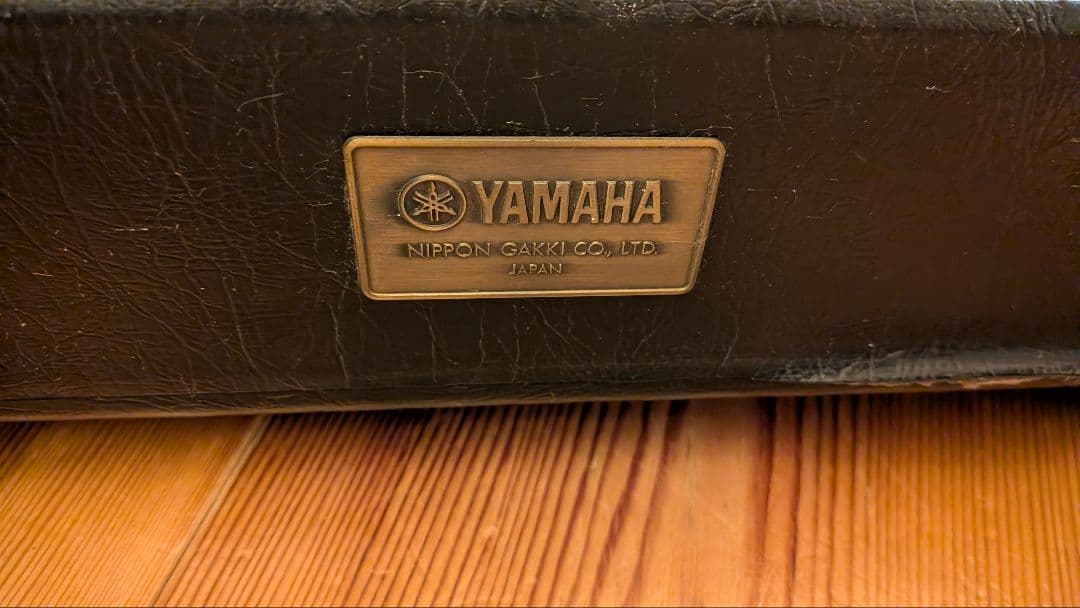 YAMAHA
NIPPON GAKKI CO., LTD.
JAPAN